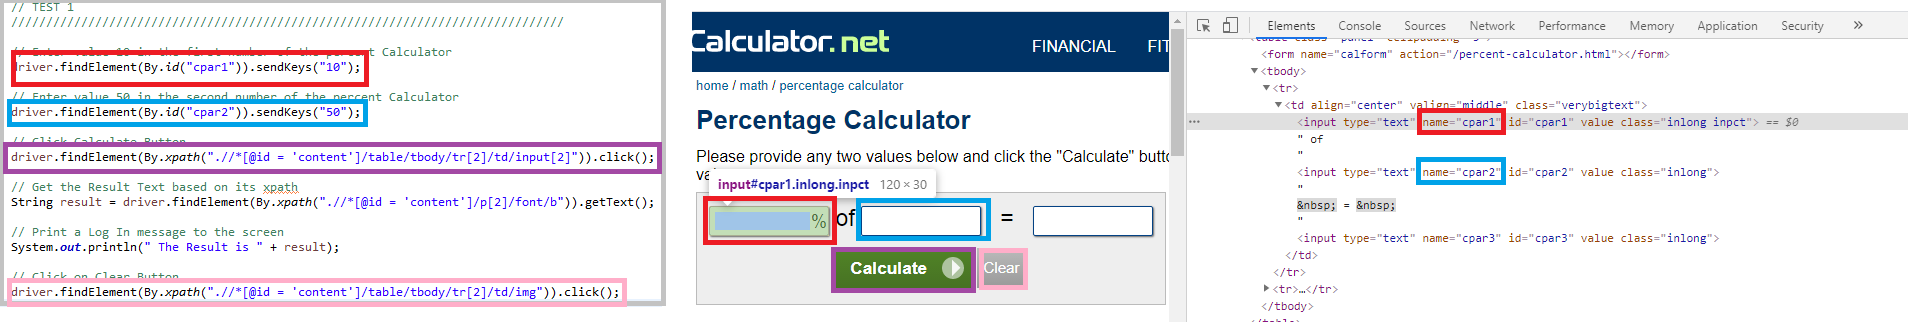 // TEST 1
///////////////////////////////////////////////////////////////////////////////
// Enter value 10 in the first number of the percent Calculator
driver.findElement(By.id("cpar1")).sendKeys("10");
// Enter value 50 in the second number of the percent Calculator
driver.findElement(By.id("cpar2")).sendKeys("50");
// Click Calculate Button
driver.findElement(By.xpath(".//*[@id = 'content']/table/tbody/tr[2]/td/input[2]")).click();
// Get the Result Text based on its xpath
String result = driver.findElement(By.xpath(".//*[@id = 'content']/p[2]/font/b")).getText();
// Print a Log In message to the screen
System.out.println(" The Result is " + result);
// Click on Clear Button
driver.findElement(By.xpath(".//*[@id = 'content']/table/tbody/tr[2]/td/img")).click();
Calculator.net
FINANCIAL FIT
home / math / percentage calculator
Percentage Calculator
Please provide any two values below and click the "Calculate" butto
input#cpar1.inlong.inpct 120 × 30
% of =
Calculate Clear
Elements Console Sources Network Performance Memory Application Security »
<form name="calform" action="/percent-calculator.html"></form>
▼<tbody>
▼<tr>
▼<td align="center" valign="middle" class="verybigtext">
••• <input type="text" name="cpar1" id="cpar1" value class="inlong inpct"> == $0
" of
"
<input type="text" name="cpar2" id="cpar2" value class="inlong">
"
&nbsp; = &nbsp;
"
<input type="text" name="cpar3" id="cpar3" value class="inlong">
</td>
</tr>
▶<tr>…</tr>
</tbody>
</table>